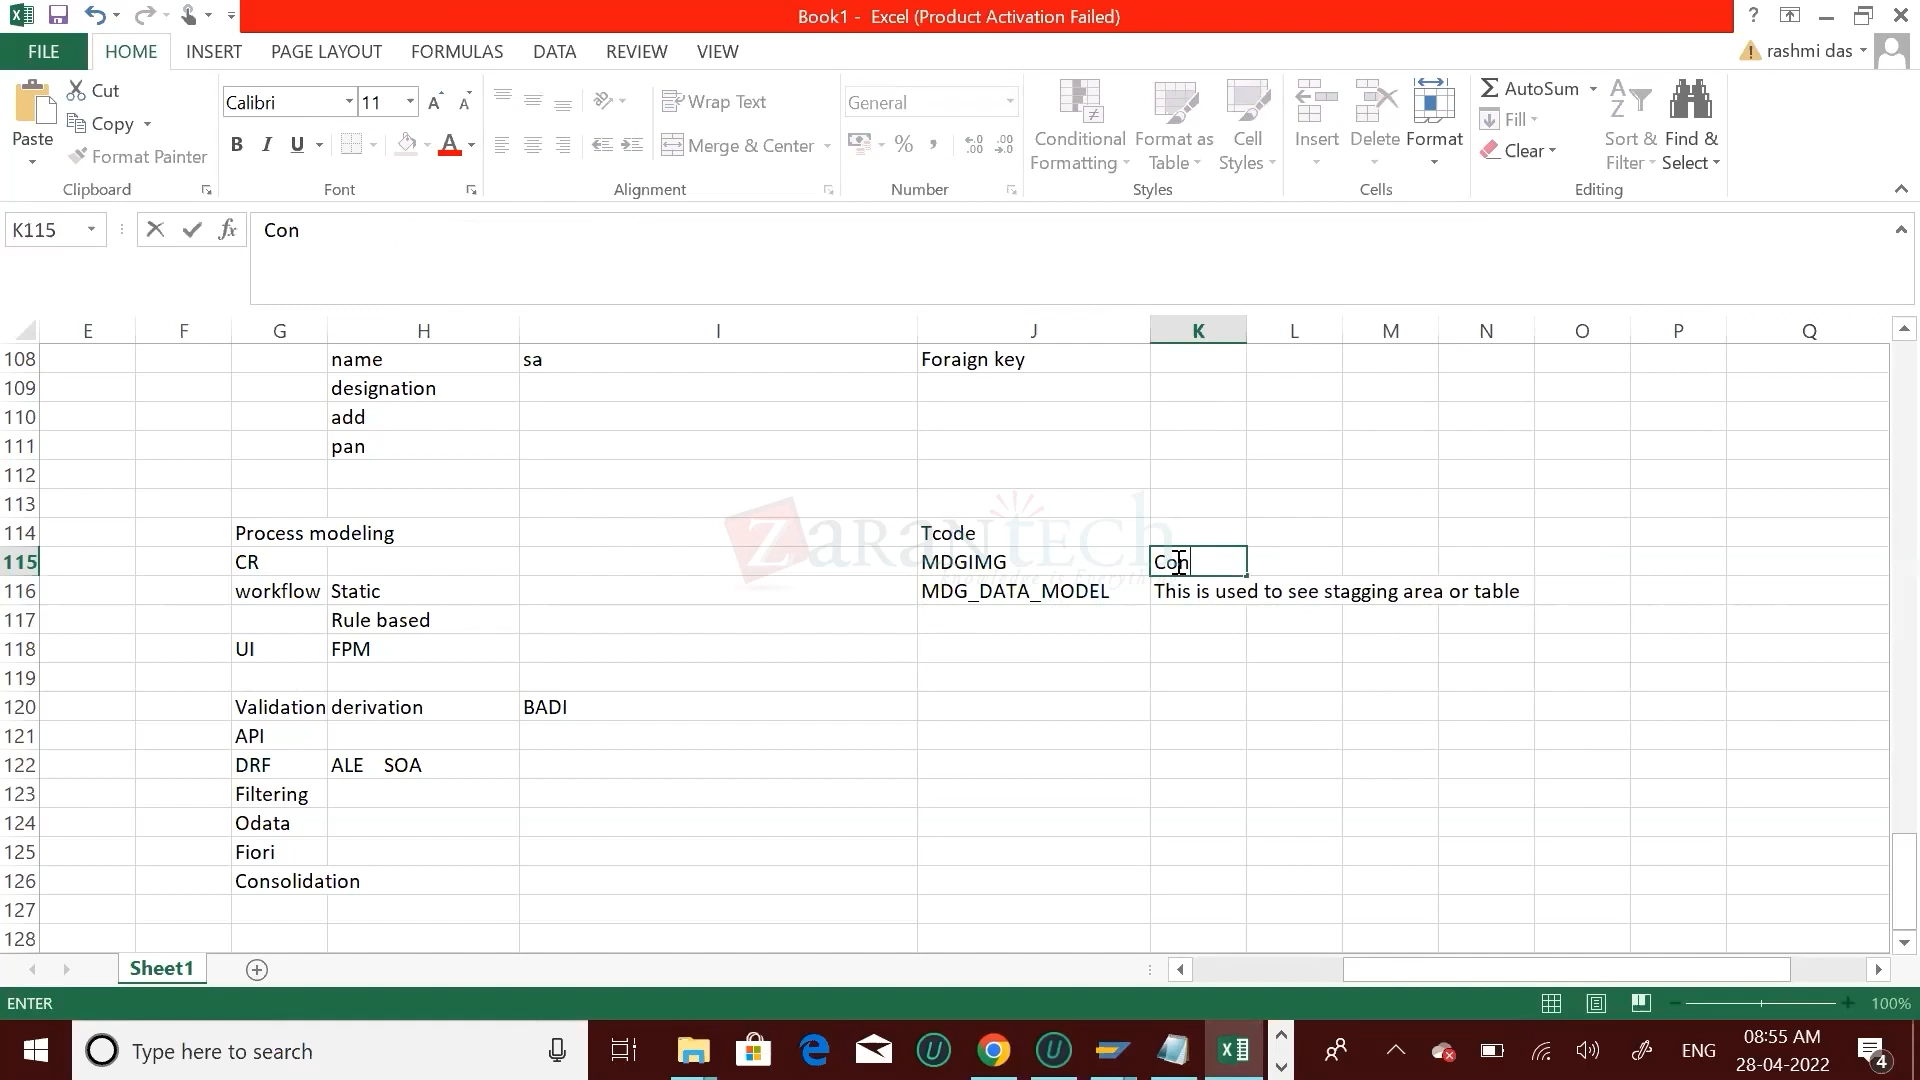 Book1 - Excel (Product Activation Failed)
?
FILE HOME INSERT PAGE LAYOUT FORMULAS DATA REVIEW VIEW
rashmi das
Paste
Cut
Copy
Format Painter
Clipboard
Calibri 11
B I U
Font
Wrap Text
Merge & Center
Alignment
General
%
Number
Conditional Formatting
Format as Table
Cell Styles
Styles
Insert
Delete
Format
Cells
AutoSum
Fill
Clear
Sort & Filter
Find & Select
Editing
K115 fx Con
E F G H I J K L M N O P Q
108 name sa Foraign key
109 designation
110 add
111 pan
112
113
114 Process modeling Tcode
115 CR MDGIMG Con
116 workflow Static MDG_DATA_MODEL This is used to see stagging area or table
117 Rule based
118 UI FPM
119
120 Validation derivation BADI
121 API
122 DRF ALE SOA
123 Filtering
124 Odata
125 Fiori
126 Consolidation
127
128
zarantech
Knowledge is Everything
Sheet1
ENTER
100%
Type here to search
ENG
08:55 AM
28-04-2022
4